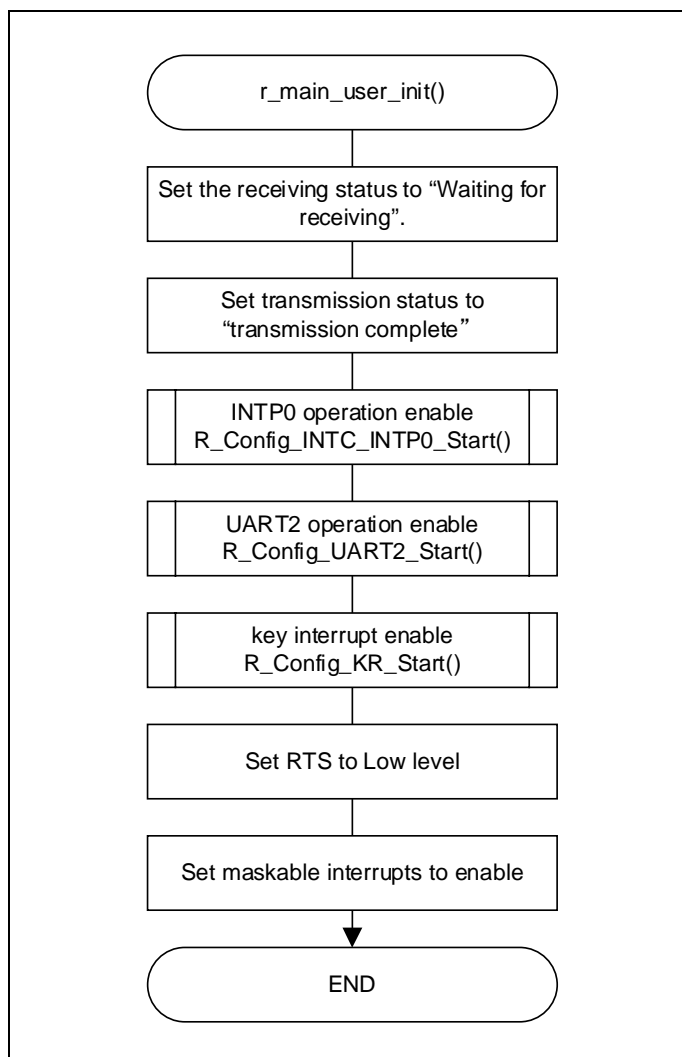 r_main_user_init()
Set the receiving status to “Waiting for
receiving”.
Set transmission status to
“transmission complete”
INTP0 operation enable
R_Config_INTC_INTP0_Start()
UART2 operation enable
R_Config_UART2_Start()
key interrupt enable
R_Config_KR_Start()
Set RTS to Low level
Set maskable interrupts to enable
END